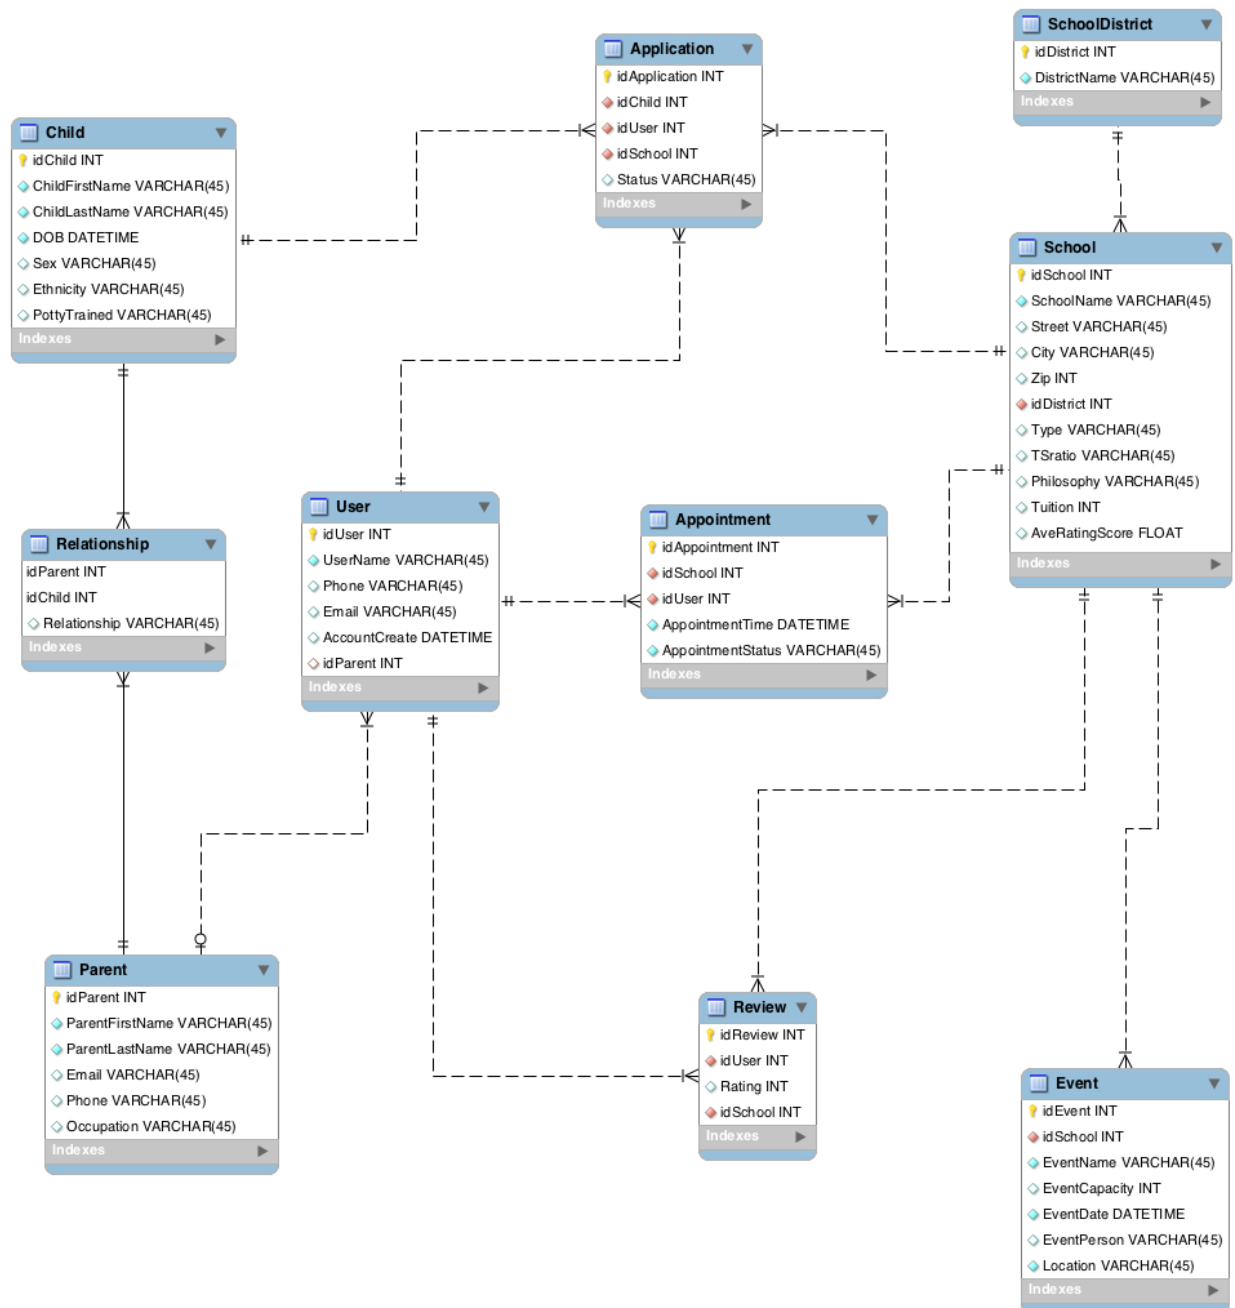 SchoolDistrict
idDistrict INT
DistrictName VARCHAR(45)
Indexes
Application
idApplication INT
idChild INT
idUser INT
idSchool INT
Status VARCHAR(45)
Indexes
Child
idChild INT
ChildFirstName VARCHAR(45)
ChildLastName VARCHAR(45)
DOB DATETIME
Sex VARCHAR(45)
Ethnicity VARCHAR(45)
PottyTrained VARCHAR(45)
Indexes
School
idSchool INT
SchoolName VARCHAR(45)
Street VARCHAR(45)
City VARCHAR(45)
Zip INT
idDistrict INT
Type VARCHAR(45)
TSratio VARCHAR(45)
Philosophy VARCHAR(45)
Tuition INT
AveRatingScore FLOAT
Indexes
Relationship
idParent INT
idChild INT
Relationship VARCHAR(45)
Indexes
User
idUser INT
UserName VARCHAR(45)
Phone VARCHAR(45)
Email VARCHAR(45)
AccountCreate DATETIME
idParent INT
Indexes
Appointment
idAppointment INT
idSchool INT
idUser INT
AppointmentTime DATETIME
AppointmentStatus VARCHAR(45)
Indexes
Parent
idParent INT
ParentFirstName VARCHAR(45)
ParentLastName VARCHAR(45)
Email VARCHAR(45)
Phone VARCHAR(45)
Occupation VARCHAR(45)
Indexes
Review
idReview INT
idUser INT
Rating INT
idSchool INT
Indexes
Event
idEvent INT
idSchool INT
EventName VARCHAR(45)
EventCapacity INT
EventDate DATETIME
EventPerson VARCHAR(45)
Location VARCHAR(45)
Indexes